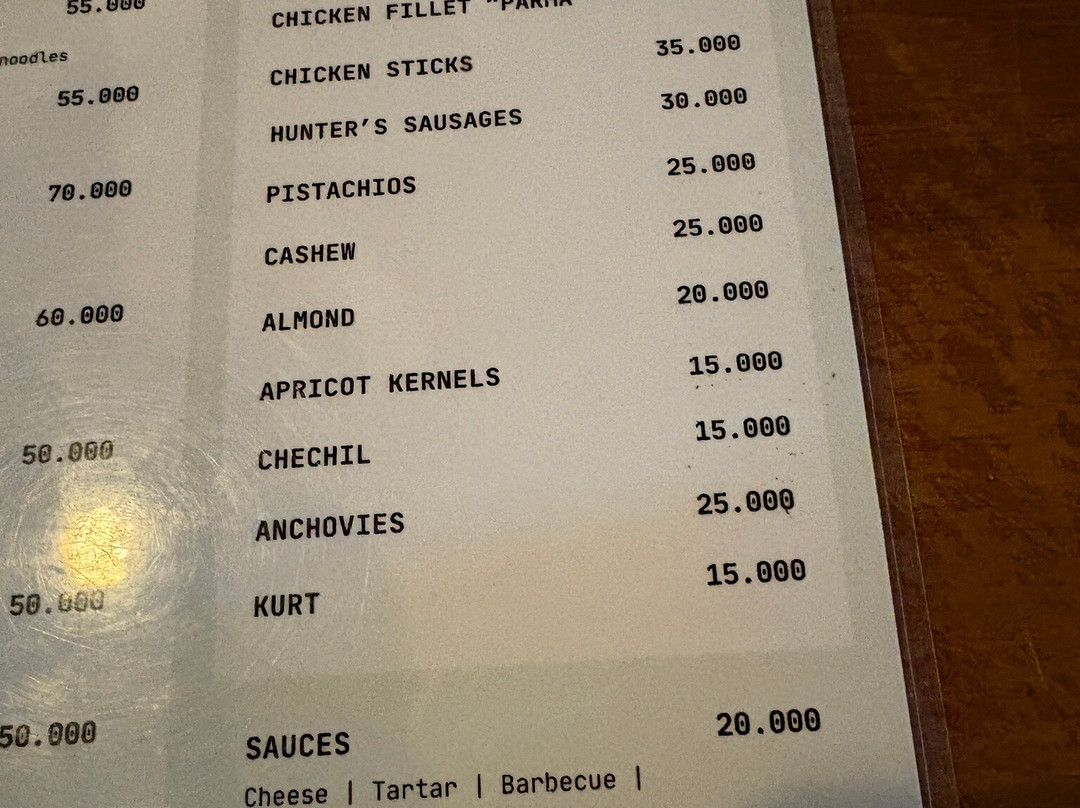 55.000
noodles
55.000
70.000
60.000
50.000
50.000
50.000
CHICKEN FILLET "PARMA
CHICKEN STICKS 35.000
HUNTER'S SAUSAGES 30.000
PISTACHIOS 25.000
CASHEW 25.000
ALMOND 20.000
APRICOT KERNELS 15.000
CHECHIL 15.000
ANCHOVIES 25.000
KURT 15.000
SAUCES 20.000
Cheese | Tartar | Barbecue |